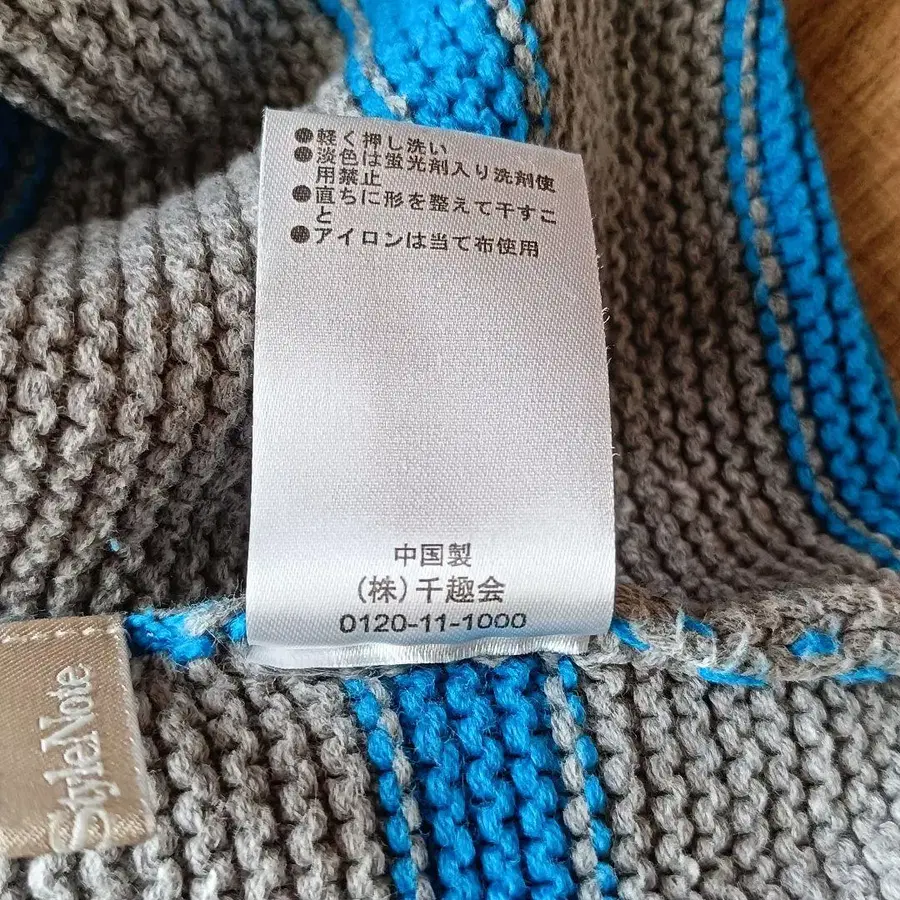 ●軽く押し洗い
●淡色は蛍光剤入り洗剤使
用禁止
●直ちに形を整えて干すこ
と
●アイロンは当て布使用
中国製
(株)千趣会
0120-11-1000
StyleNote